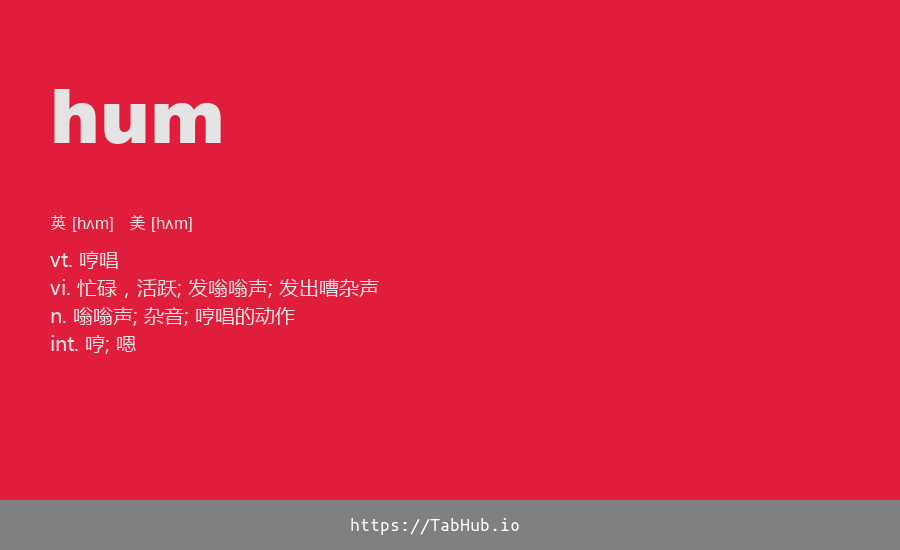 hum
英 [hʌm] 美 [hʌm]
vt. 哼唱
vi. 忙碌，活跃; 发嗡嗡声; 发出嘈杂声
n. 嗡嗡声; 杂音; 哼唱的动作
int. 哼; 嗯
https://TabHub.io